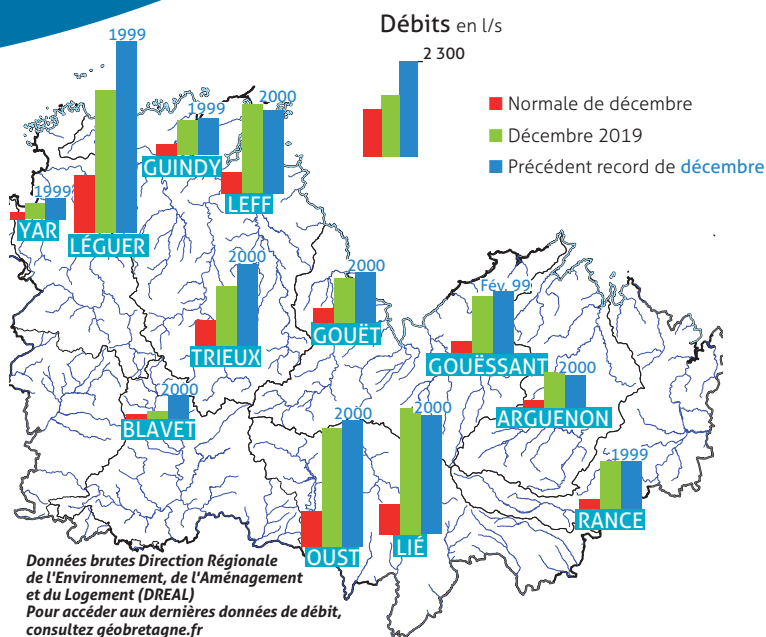 Débits en l/s
2 300
Normale de décembre
Décembre 2019
Précédent record de décembre
1999
LÉGUER
1999
YAR
1999
GUINDY
2000
LEFF
2000
TRIEUX
2000
GOUËT
Fév. 99
GOUËSSANT
2000
ARGUENON
2000
BLAVET
2000
OUST
2000
LIÉ
1999
RANCE
Données brutes Direction Régionale
de l'Environnement, de l'Aménagement
et du Logement (DREAL)
Pour accéder aux dernières données de débit,
consultez géobretagne.fr